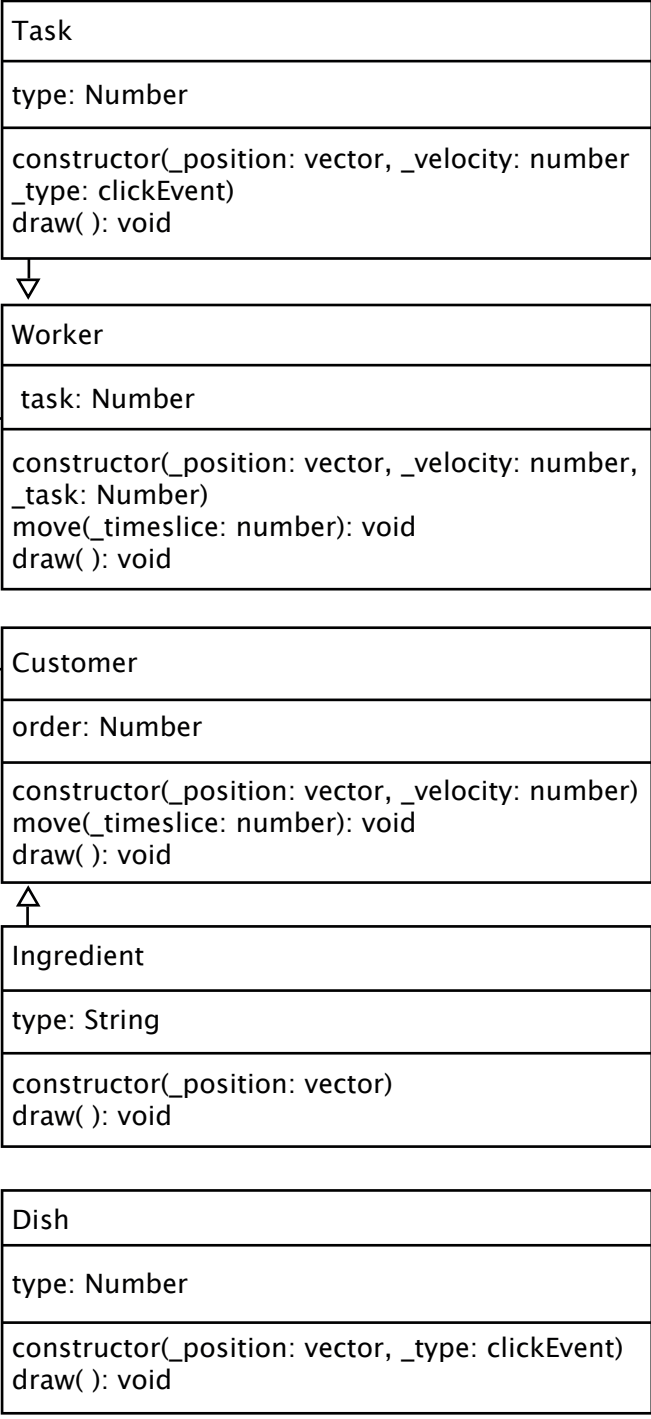 Task
type: Number
constructor(_position: vector, _velocity: number
_type: clickEvent)
draw( ): void
Worker
task: Number
constructor(_position: vector, _velocity: number,
_task: Number)
move(_timeslice: number): void
draw( ): void
Customer
order: Number
constructor(_position: vector, _velocity: number)
move(_timeslice: number): void
draw( ): void
Ingredient
type: String
constructor(_position: vector)
draw( ): void
Dish
type: Number
constructor(_position: vector, _type: clickEvent)
draw( ): void